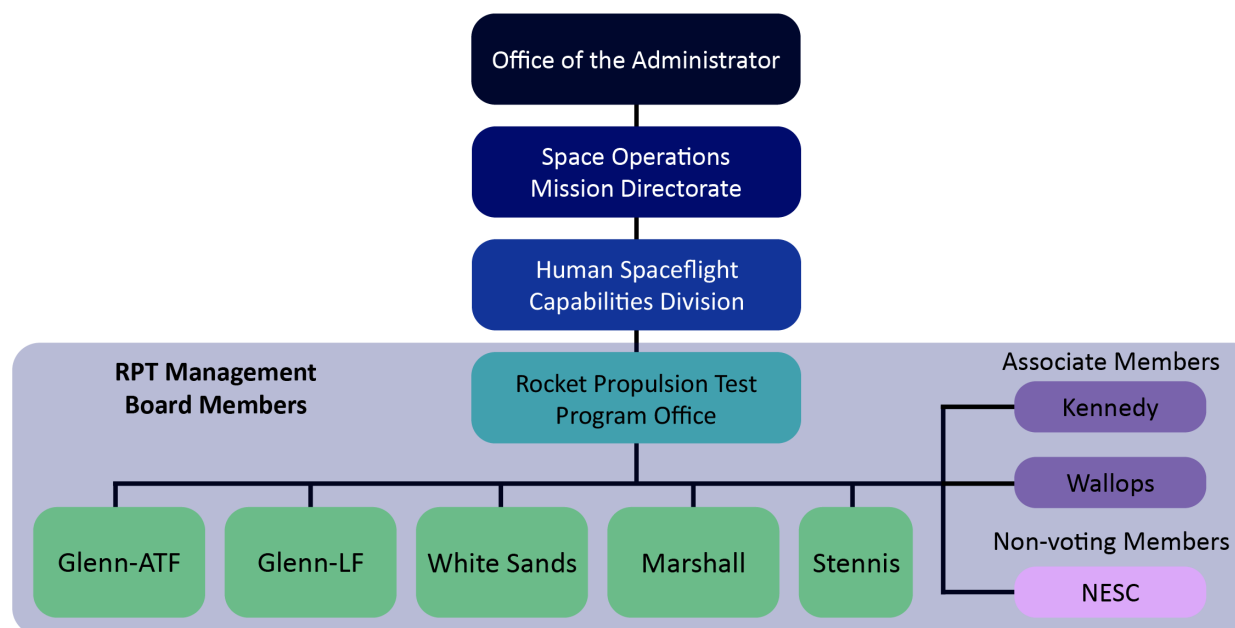 Office of the Administrator
Space Operations
Mission Directorate
Human Spaceflight
Capabilities Division
RPT Management
Board Members
Rocket Propulsion Test
Program Office
Associate Members
Kennedy
Wallops
Non-voting Members
NESC
Glenn-ATF
Glenn-LF
White Sands
Marshall
Stennis